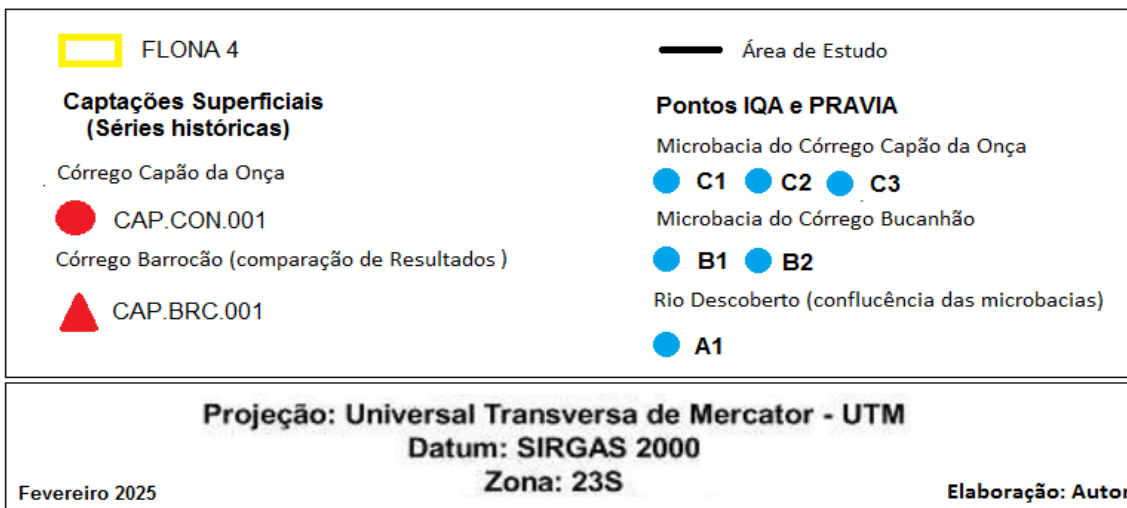 FLONA 4
Captações Superficiais
(Séries históricas)
Córrego Capão da Onça
CAP.CON.001
Córrego Barrocão (comparação de Resultados )
CAP.BRC.001
Área de Estudo
Pontos IQA e PRAVIA
Microbacia do Córrego Capão da Onça
C1 C2 C3
Microbacia do Córrego Bucanhão
B1 B2
Rio Descoberto (conflucência das microbacias)
A1
Projeção: Universal Transversa de Mercator - UTM
Datum: SIRGAS 2000
Zona: 23S
Fevereiro 2025
Elaboração: Autor